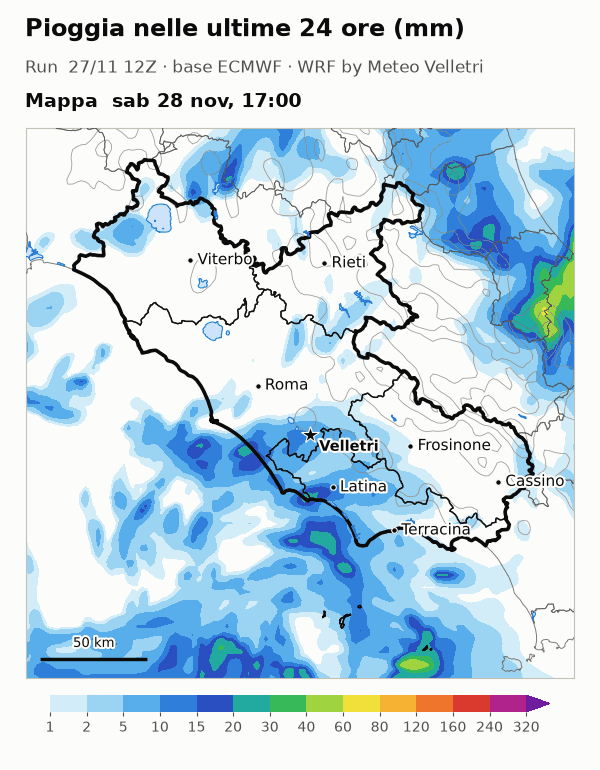 Pioggia nelle ultime 24 ore (mm)
Run  27/11 12Z · base ECMWF · WRF by Meteo Velletri
Mappa  sab 28 nov, 17:00
Viterbo
Rieti
Roma
Velletri
Frosinone
Cassino
Latina
Terracina
50 km
1 2 5 10 15 20 30 40 60 80 120 160 240 320